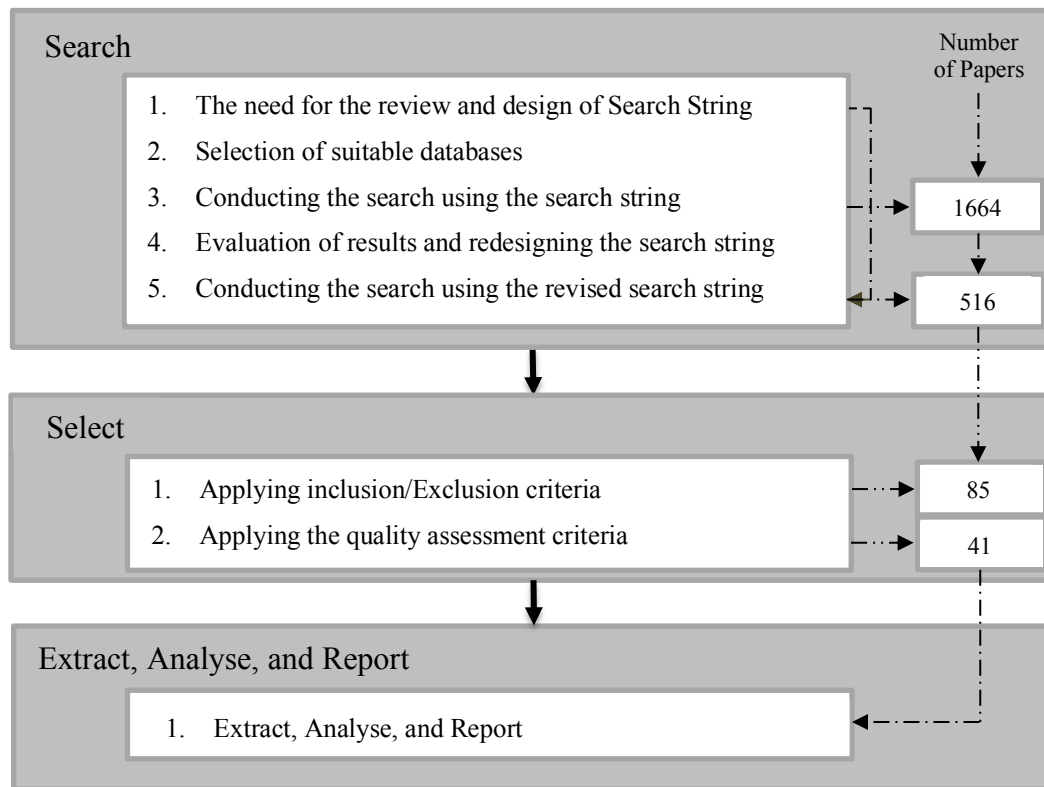 Search
Number
of Papers
1. The need for the review and design of Search String
2. Selection of suitable databases
3. Conducting the search using the search string
4. Evaluation of results and redesigning the search string
5. Conducting the search using the revised search string
1664
516
Select
1. Applying inclusion/Exclusion criteria
2. Applying the quality assessment criteria
85
41
Extract, Analyse, and Report
1. Extract, Analyse, and Report